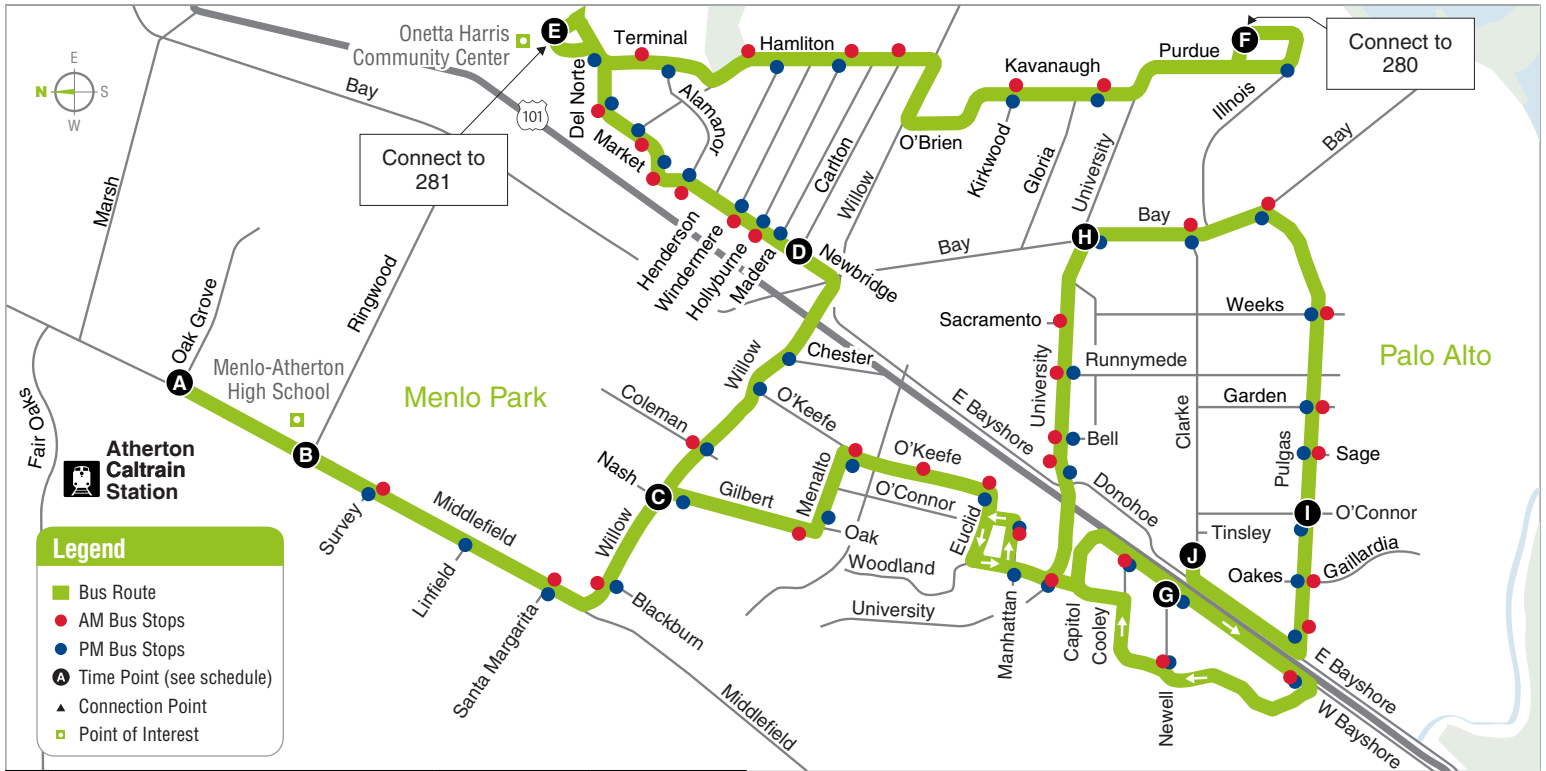 Onetta Harris
Community Center
E
Terminal
Hamliton
Purdue
F
Connect to
280
N
E
S
W
Bay
101
Del Norte
Alamanor
Kavanaugh
Illnois
Bay
Connect to
281
Market
Carlton
Willow
O'Brien
Kirkwood
Gloria
University
Marsh
Henderson
Windermere
Hollyburne
Madera
D
Newbridge
Bay
H
Bay
Oak Grove
Ringwood
Weeks
Sacramento
Menlo-Atherton
High School
A
Menlo Park
Willow
Chester
Runnymede
Palo Alto
Fair Oaks
Coleman
O'Keefe
E Bayshore
University
Garden
Clarke
Pulgas
Atherton
Caltrain
Station
B
Bell
Sage
Nash
C
Gilbert
Menalto
O'Keefe
O'Connor
Donohoe
I
O'Connor
Survey
Middlefield
Willow
Oak
Euclid
Tinsley
J
Woodland
Oakes
Gaillardia
Linfield
University
G
Santa Margarita
Blackburn
Manhattan
Capitol
Cooley
Newell
E Bayshore
W Bayshore
Middlefield
Legend
Bus Route
AM Bus Stops
PM Bus Stops
A Time Point (see schedule)
Connection Point
Point of Interest